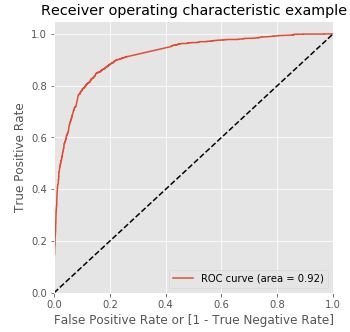 Receiver operating characteristic example
1.0
0.8
0.6
0.4
0.2
0.0
True Positive Rate
ROC curve (area = 0.92)
0.0 0.2 0.4 0.6 0.8 1.0
False Positive Rate or [1 - True Negative Rate]